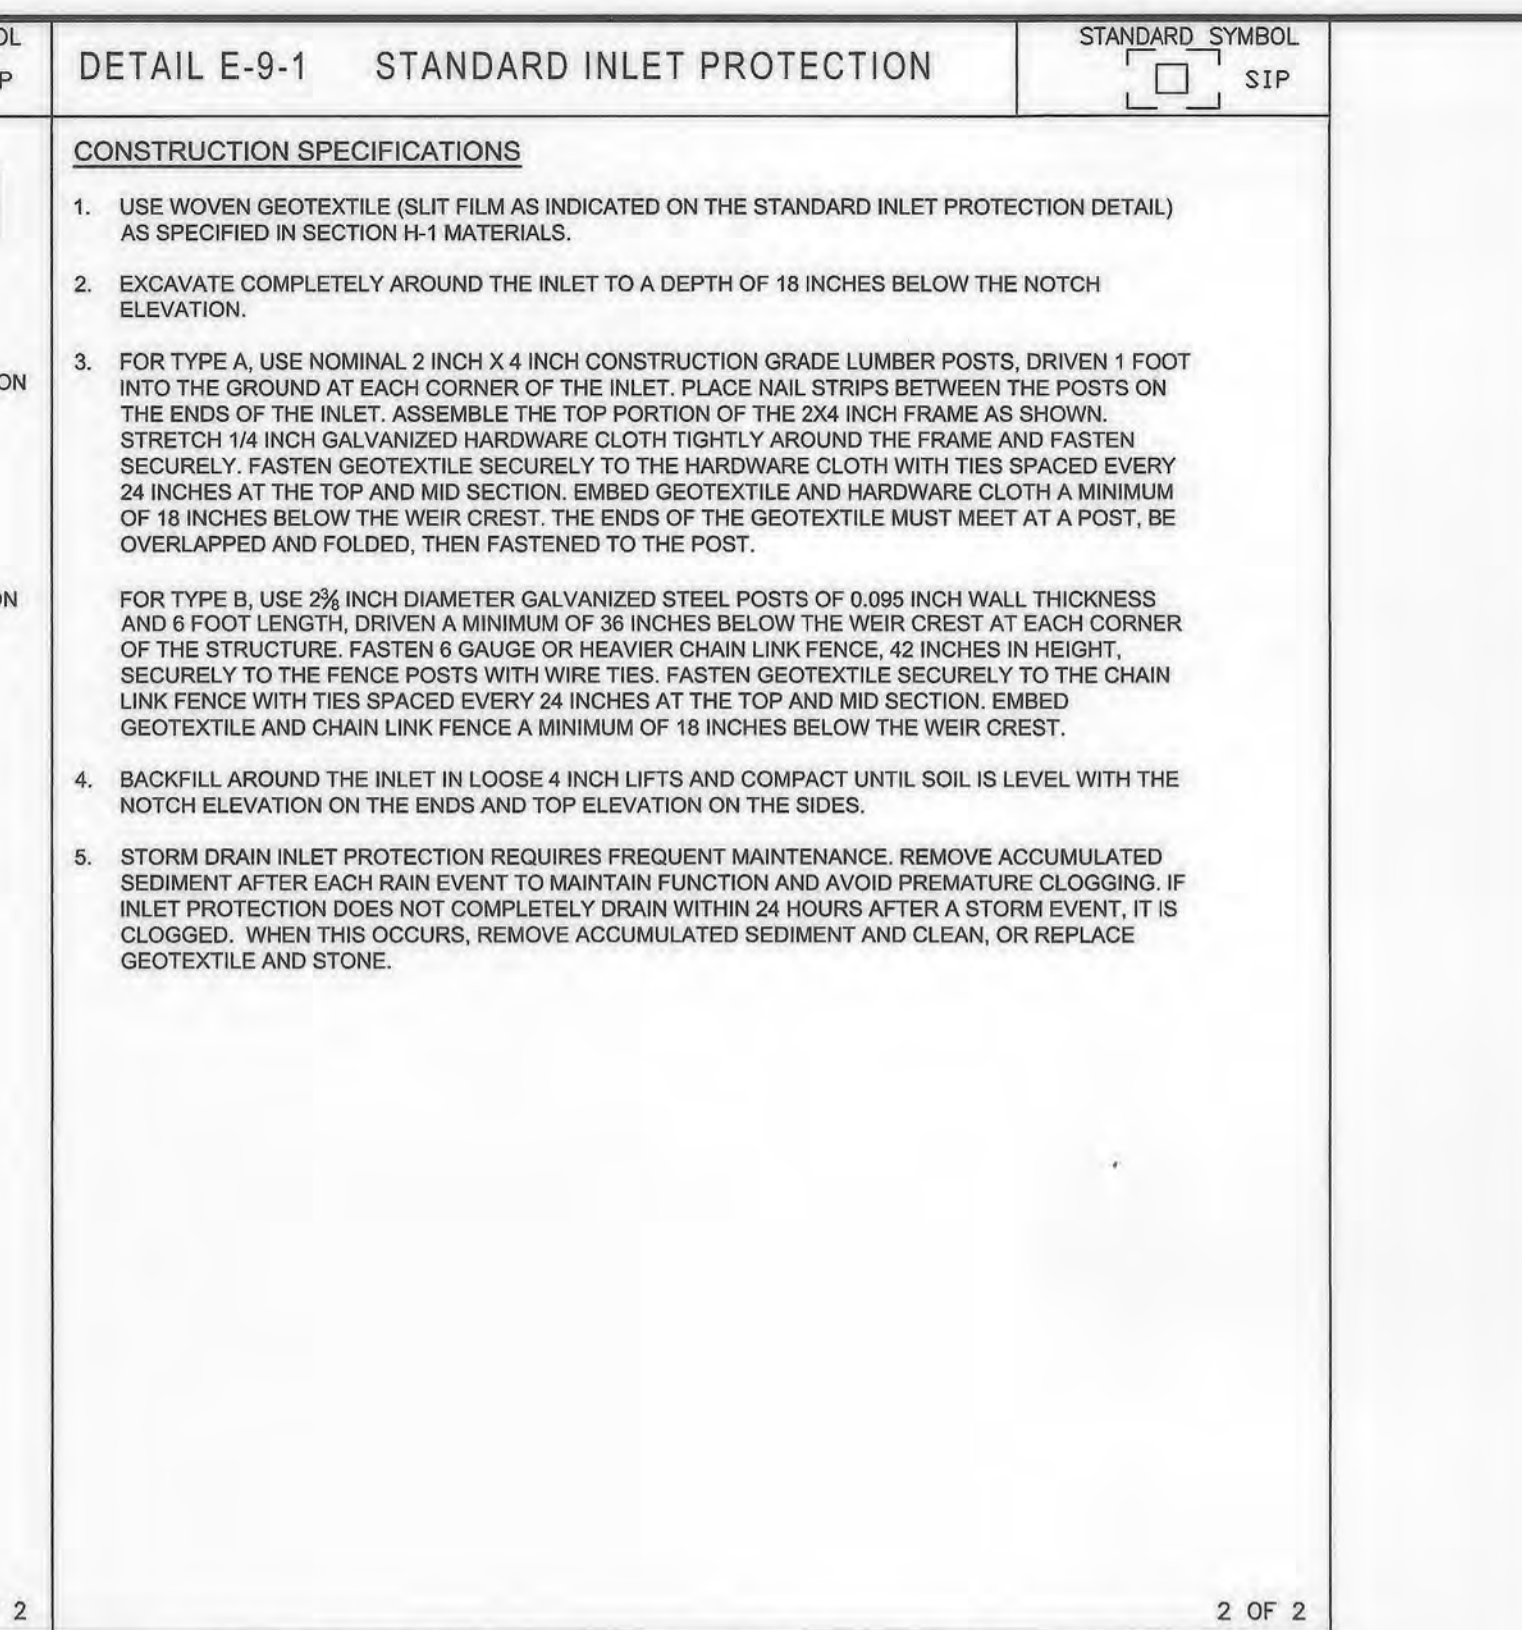 OL
P
DETAIL E-9-1 STANDARD INLET PROTECTION
STANDARD SYMBOL
SIP
CONSTRUCTION SPECIFICATIONS
1. USE WOVEN GEOTEXTILE (SLIT FILM AS INDICATED ON THE STANDARD INLET PROTECTION DETAIL)
AS SPECIFIED IN SECTION H-1 MATERIALS.
2. EXCAVATE COMPLETELY AROUND THE INLET TO A DEPTH OF 18 INCHES BELOW THE NOTCH
ELEVATION.
3. FOR TYPE A, USE NOMINAL 2 INCH X 4 INCH CONSTRUCTION GRADE LUMBER POSTS, DRIVEN 1 FOOT
INTO THE GROUND AT EACH CORNER OF THE INLET. PLACE NAIL STRIPS BETWEEN THE POSTS ON
THE ENDS OF THE INLET. ASSEMBLE THE TOP PORTION OF THE 2X4 INCH FRAME AS SHOWN.
STRETCH 1/4 INCH GALVANIZED HARDWARE CLOTH TIGHTLY AROUND THE FRAME AND FASTEN
SECURELY. FASTEN GEOTEXTILE SECURELY TO THE HARDWARE CLOTH WITH TIES SPACED EVERY
24 INCHES AT THE TOP AND MID SECTION. EMBED GEOTEXTILE AND HARDWARE CLOTH A MINIMUM
OF 18 INCHES BELOW THE WEIR CREST. THE ENDS OF THE GEOTEXTILE MUST MEET AT A POST, BE
OVERLAPPED AND FOLDED, THEN FASTENED TO THE POST.
FOR TYPE B, USE 2⅜ INCH DIAMETER GALVANIZED STEEL POSTS OF 0.095 INCH WALL THICKNESS
AND 6 FOOT LENGTH, DRIVEN A MINIMUM OF 36 INCHES BELOW THE WEIR CREST AT EACH CORNER
OF THE STRUCTURE. FASTEN 6 GAUGE OR HEAVIER CHAIN LINK FENCE, 42 INCHES IN HEIGHT,
SECURELY TO THE FENCE POSTS WITH WIRE TIES. FASTEN GEOTEXTILE SECURELY TO THE CHAIN
LINK FENCE WITH TIES SPACED EVERY 24 INCHES AT THE TOP AND MID SECTION. EMBED
GEOTEXTILE AND CHAIN LINK FENCE A MINIMUM OF 18 INCHES BELOW THE WEIR CREST.
4. BACKFILL AROUND THE INLET IN LOOSE 4 INCH LIFTS AND COMPACT UNTIL SOIL IS LEVEL WITH THE
NOTCH ELEVATION ON THE ENDS AND TOP ELEVATION ON THE SIDES.
5. STORM DRAIN INLET PROTECTION REQUIRES FREQUENT MAINTENANCE. REMOVE ACCUMULATED
SEDIMENT AFTER EACH RAIN EVENT TO MAINTAIN FUNCTION AND AVOID PREMATURE CLOGGING. IF
INLET PROTECTION DOES NOT COMPLETELY DRAIN WITHIN 24 HOURS AFTER A STORM EVENT, IT IS
CLOGGED. WHEN THIS OCCURS, REMOVE ACCUMULATED SEDIMENT AND CLEAN, OR REPLACE
GEOTEXTILE AND STONE.
ON
ON
2
2 OF 2